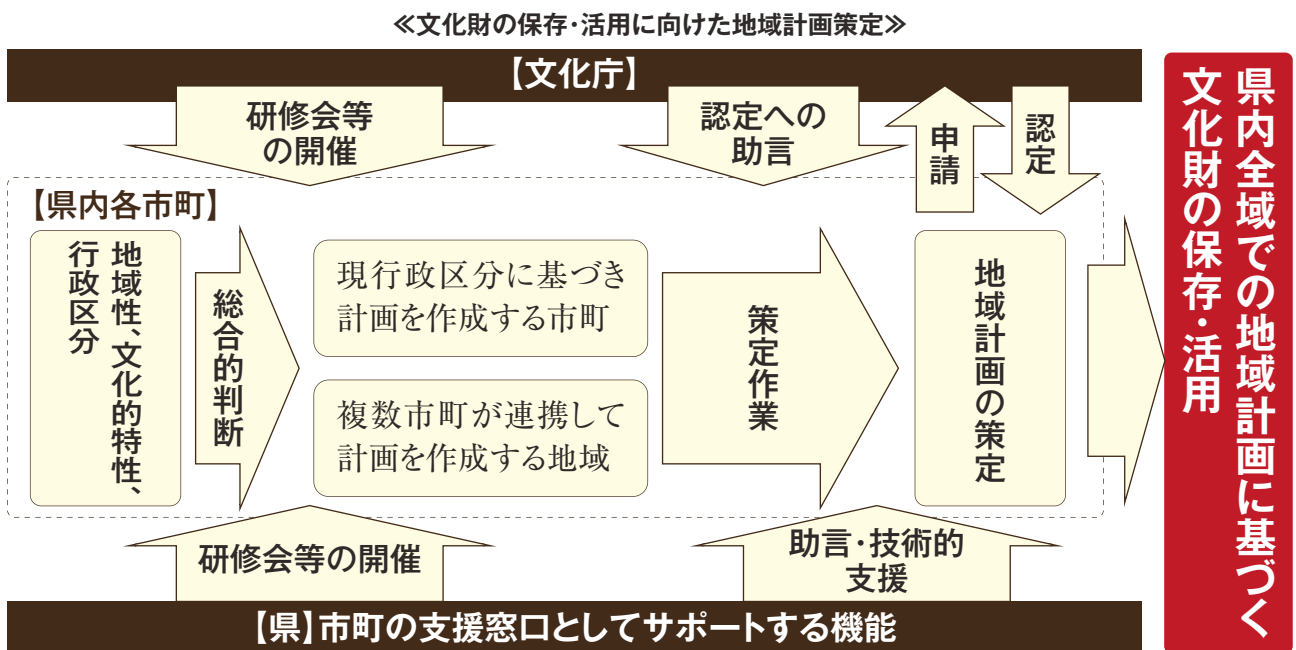 ≪文化財の保存・活用に向けた地域計画策定≫
【文化庁】
研修会等
の開催
認定への
助言
申請
認定
【県内各市町】
地域性、文化的特性、
行政区分
総合的判断
現行政区分に基づき
計画を作成する市町
複数市町が連携して
計画を作成する地域
策定作業
地域計画の策定
研修会等の開催
助言・技術的
支援
【県】市町の支援窓口としてサポートする機能
県内全域での地域計画に基づく
文化財の保存・活用